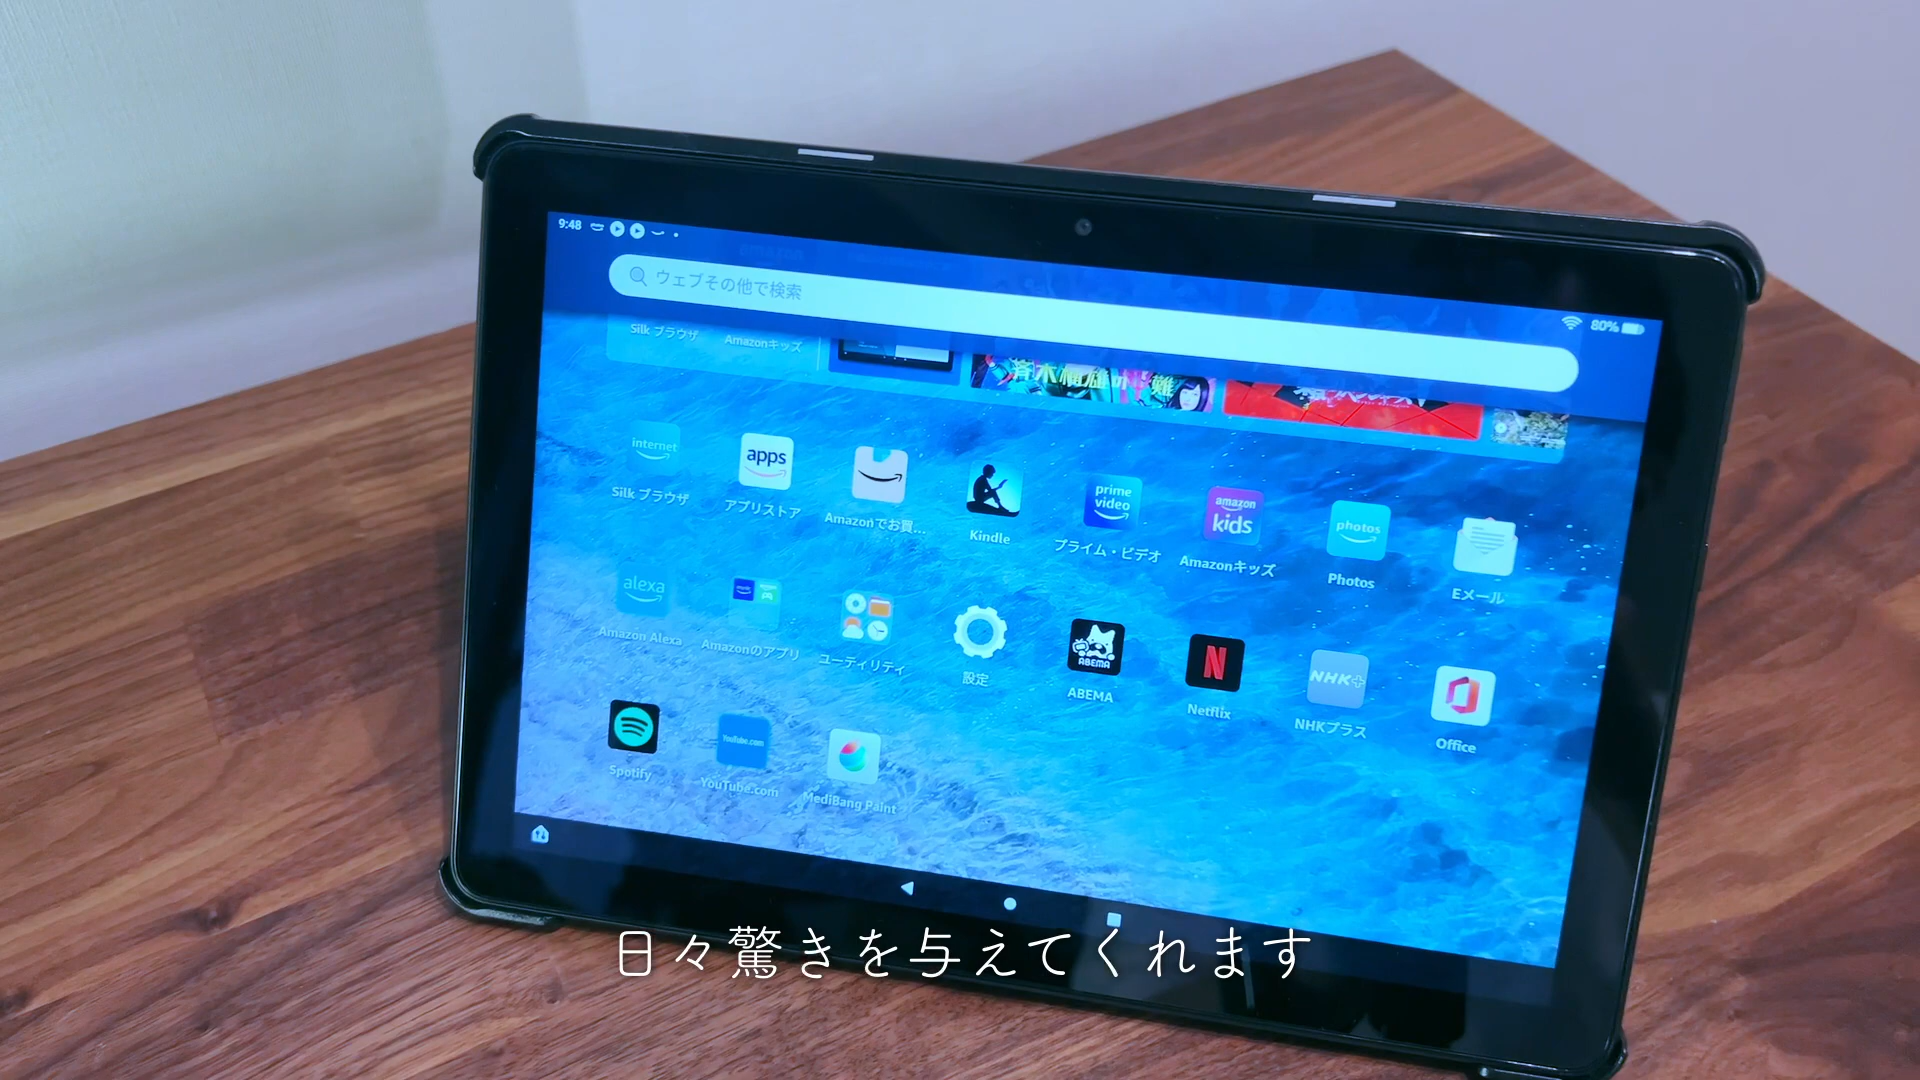 9:48
80%
ウェブその他で検索
Silk ブラウザ
Amazonキッズ
斉木楠雄の 難
internet
apps
prime video
amazon kids
photos
Silk ブラウザ
アプリストア
Amazonでお買...
Kindle
プライム・ビデオ
Amazonキッズ
Photos
Eメール
alexa
ABEMA
N
NHK+
Amazon Alexa
Amazonのアプリ
ユーティリティ
設定
ABEMA
Netflix
NHKプラス
Office
YouTube.com
Spotify
YouTube.com
MediBang Paint
日々驚きを与えてくれます